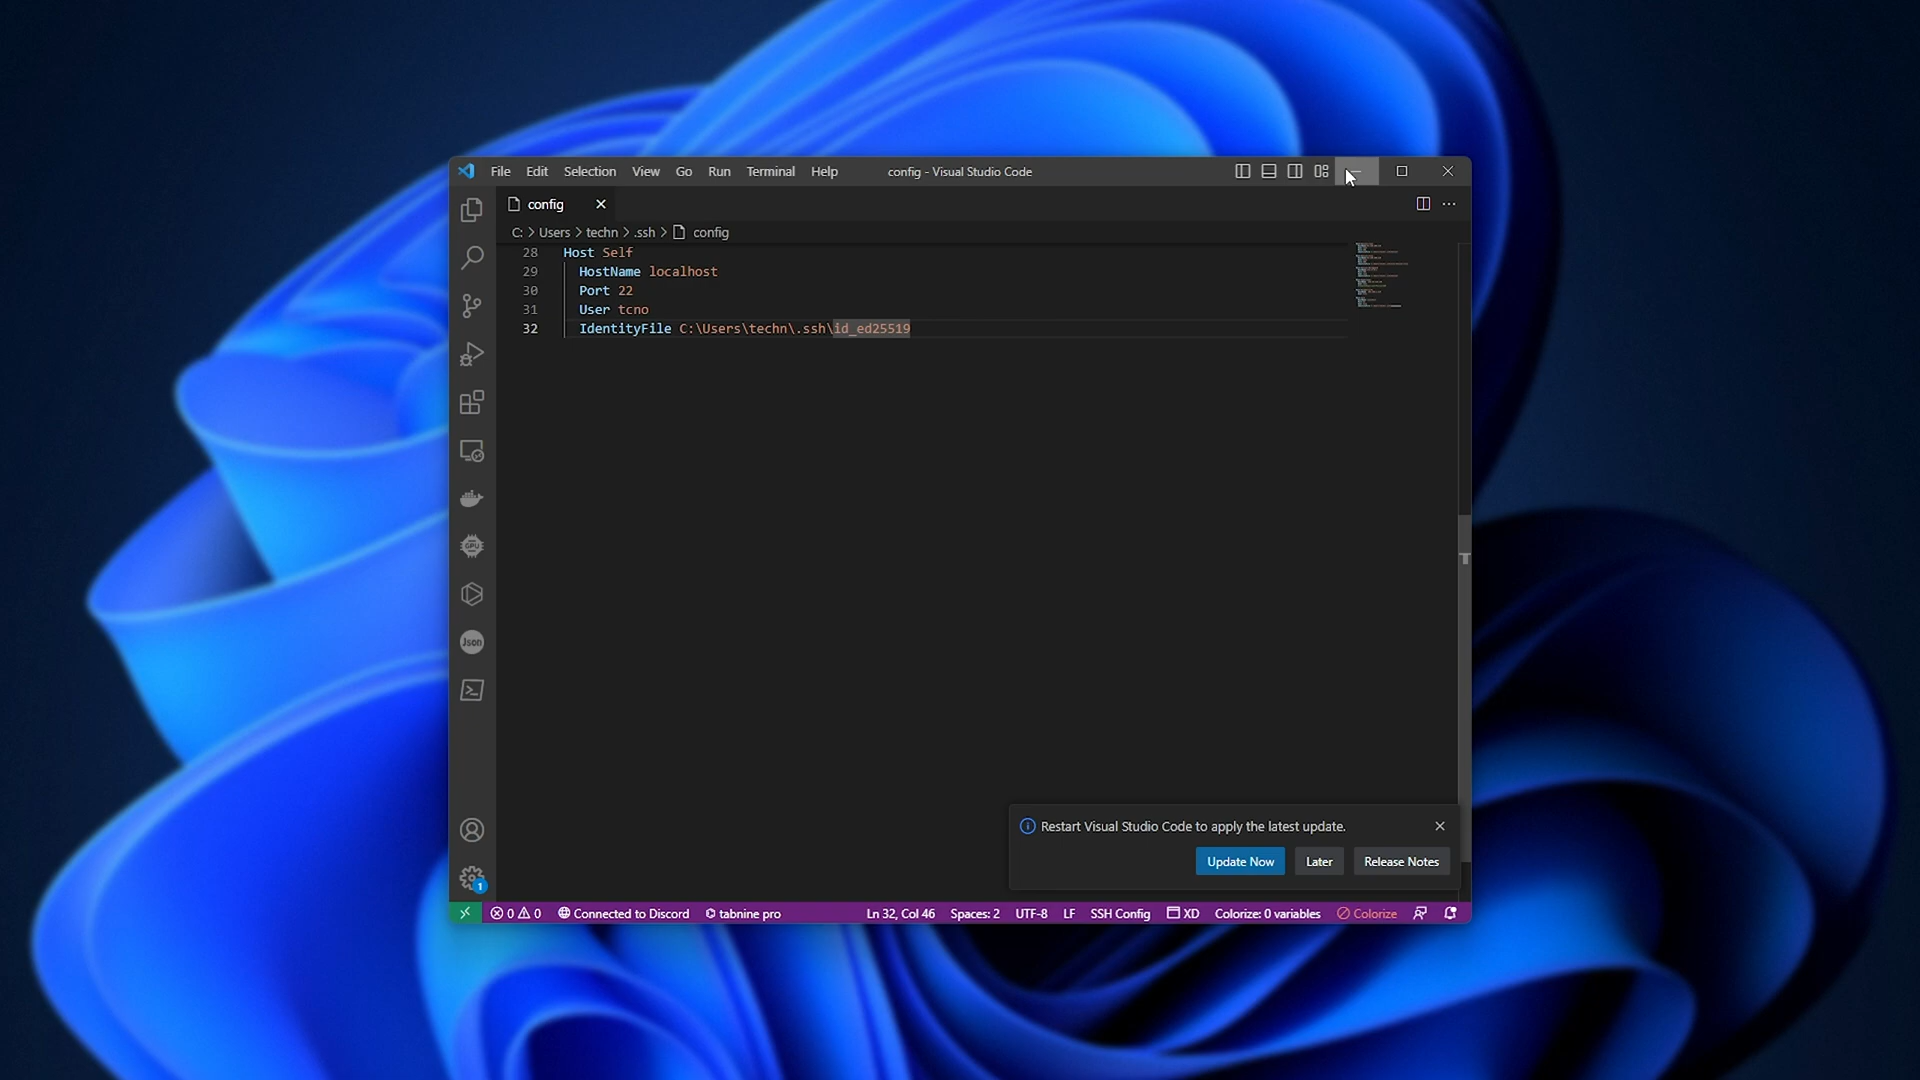 File Edit Selection View Go Run Terminal Help config - Visual Studio Code
config
C: > Users > techn > .ssh > config
28 Host Self
29 HostName localhost
30 Port 22
31 User tcno
32 IdentityFile C:\Users\techn\.ssh\id_ed25519
GPU
Json
Restart Visual Studio Code to apply the latest update.
Update Now Later Release Notes
1
0 0 Connected to Discord tabnine pro Ln 32, Col 46 Spaces: 2 UTF-8 LF SSH Config XD Colorize: 0 variables Colorize